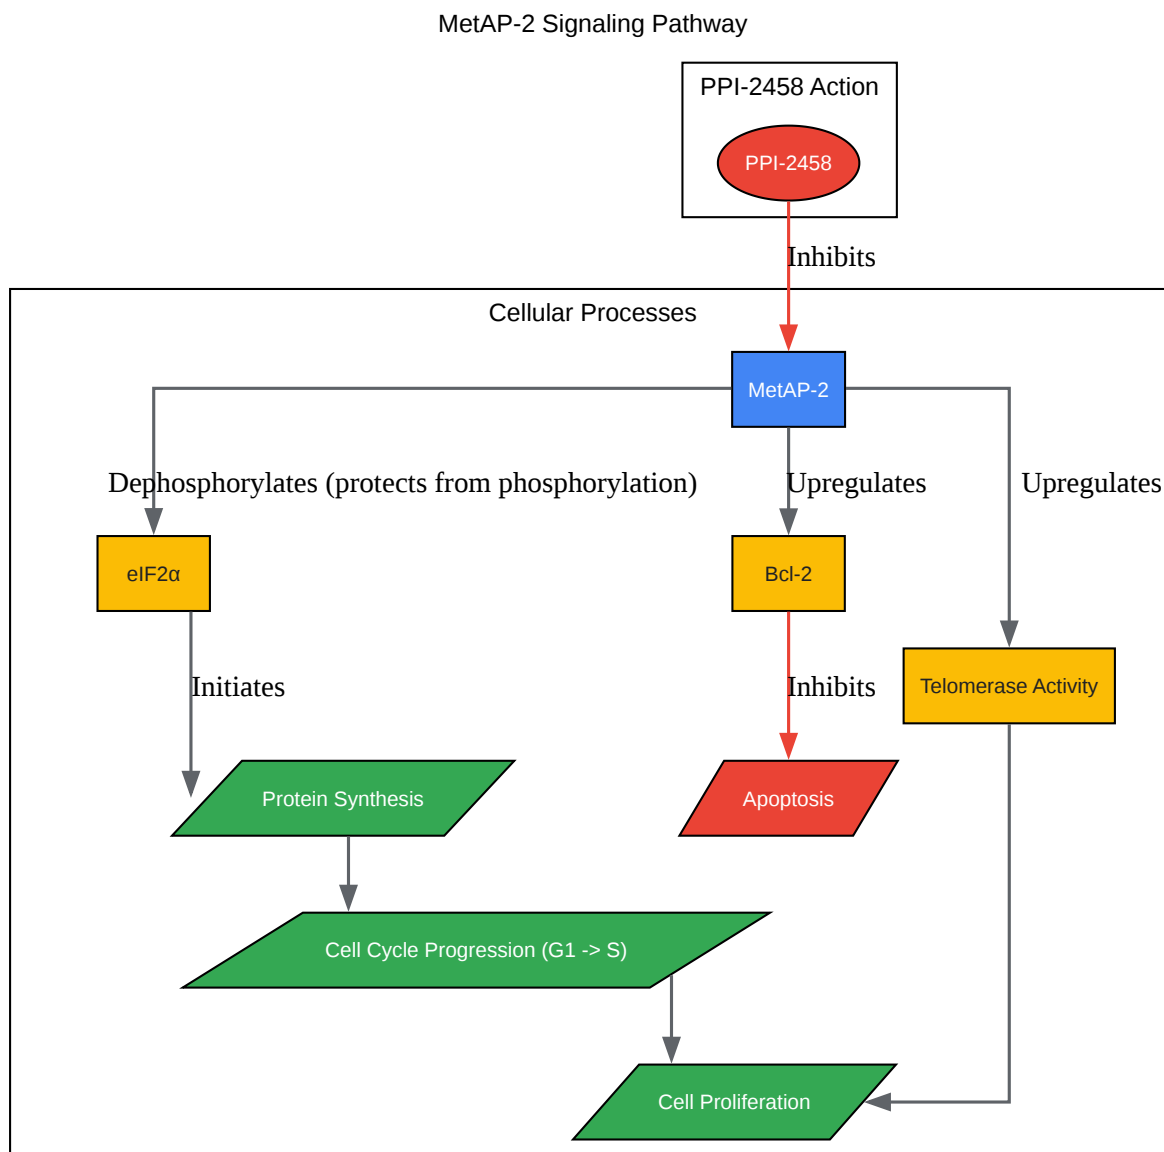 MetAP-2 Signaling Pathway
PPI-2458 Action
PPI-2458
Inhibits
Cellular Processes
MetAP-2
Dephosphorylates (protects from phosphorylation)
Upregulates
Upregulates
eIF2α
Bcl-2
Initiates
Inhibits
Telomerase Activity
Protein Synthesis
Apoptosis
Cell Cycle Progression (G1 -> S)
Cell Proliferation